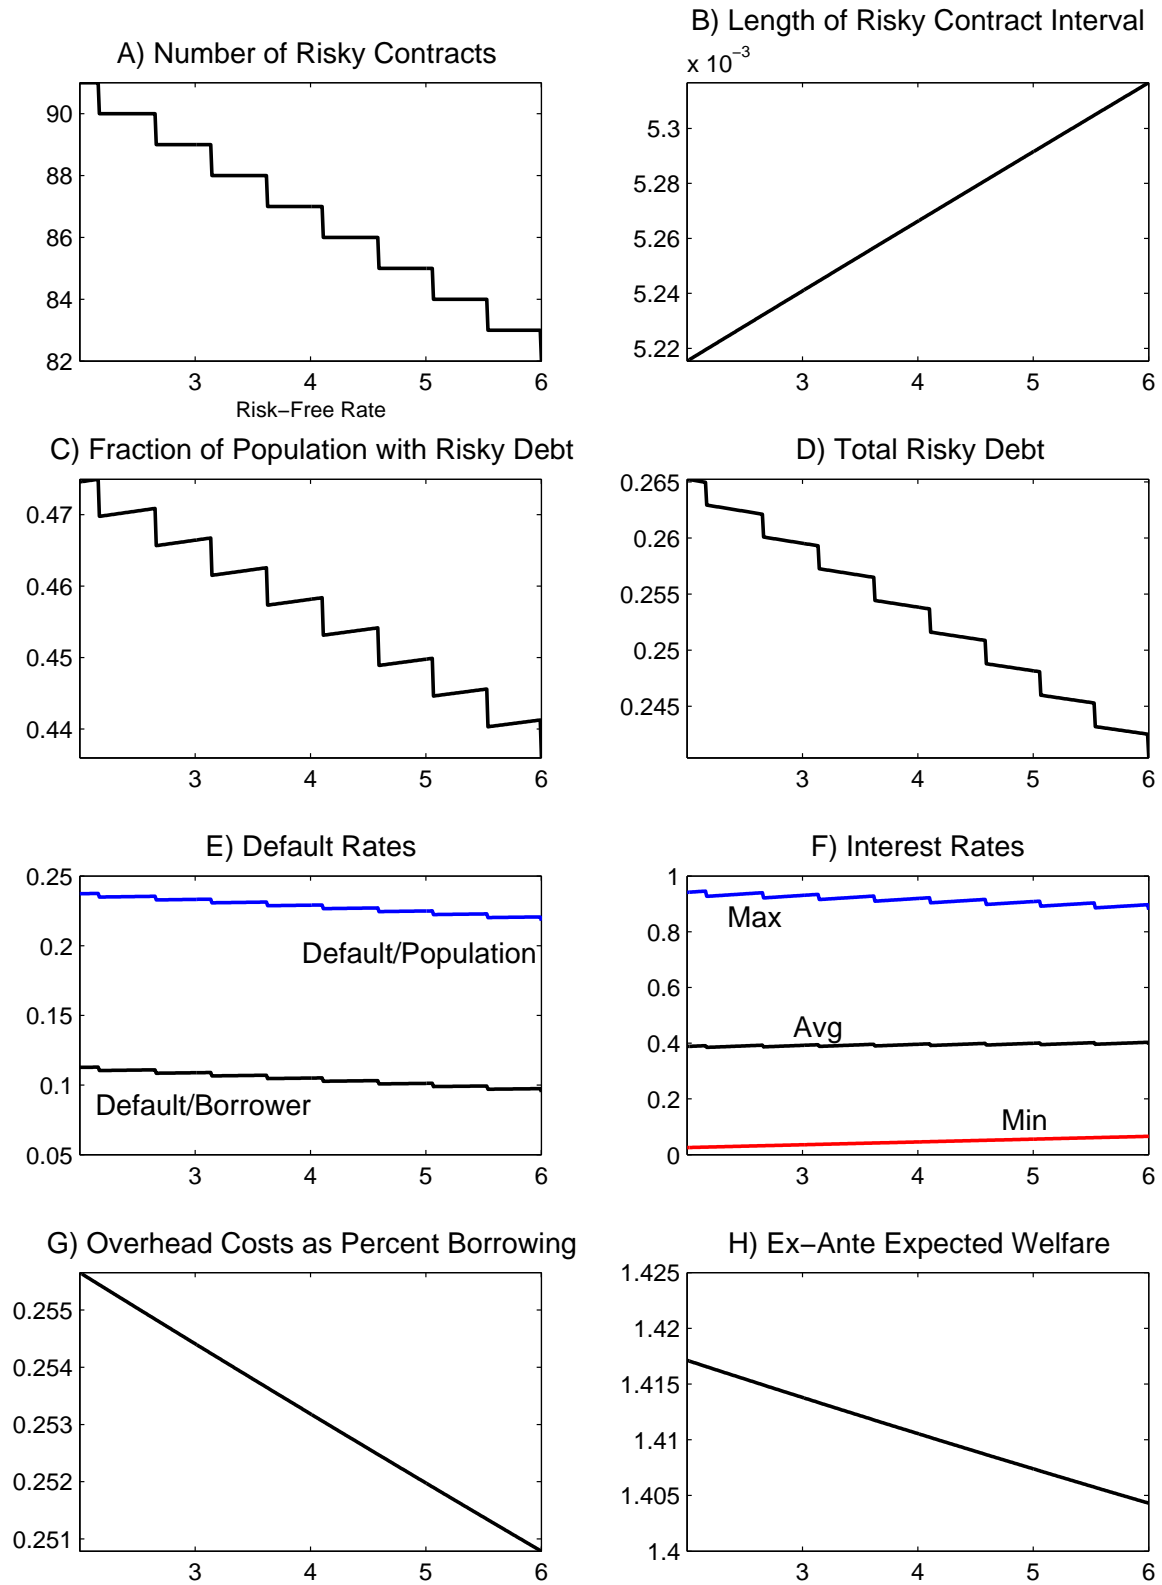 A) Number of Risky Contracts
90
88
86
84
82
3 4 5 6
Risk−Free Rate
B) Length of Risky Contract Interval
x 10−3
5.3
5.28
5.26
5.24
5.22
3 4 5 6
C) Fraction of Population with Risky Debt
0.47
0.46
0.45
0.44
3 4 5 6
D) Total Risky Debt
0.265
0.26
0.255
0.25
0.245
3 4 5 6
E) Default Rates
0.25
0.2
0.15
0.1
0.05
Default/Population
Default/Borrower
3 4 5 6
F) Interest Rates
1
0.8
0.6
0.4
0.2
0
Max
Avg
Min
3 4 5 6
G) Overhead Costs as Percent Borrowing
0.255
0.254
0.253
0.252
0.251
3 4 5 6
H) Ex−Ante Expected Welfare
1.425
1.42
1.415
1.41
1.405
1.4
3 4 5 6